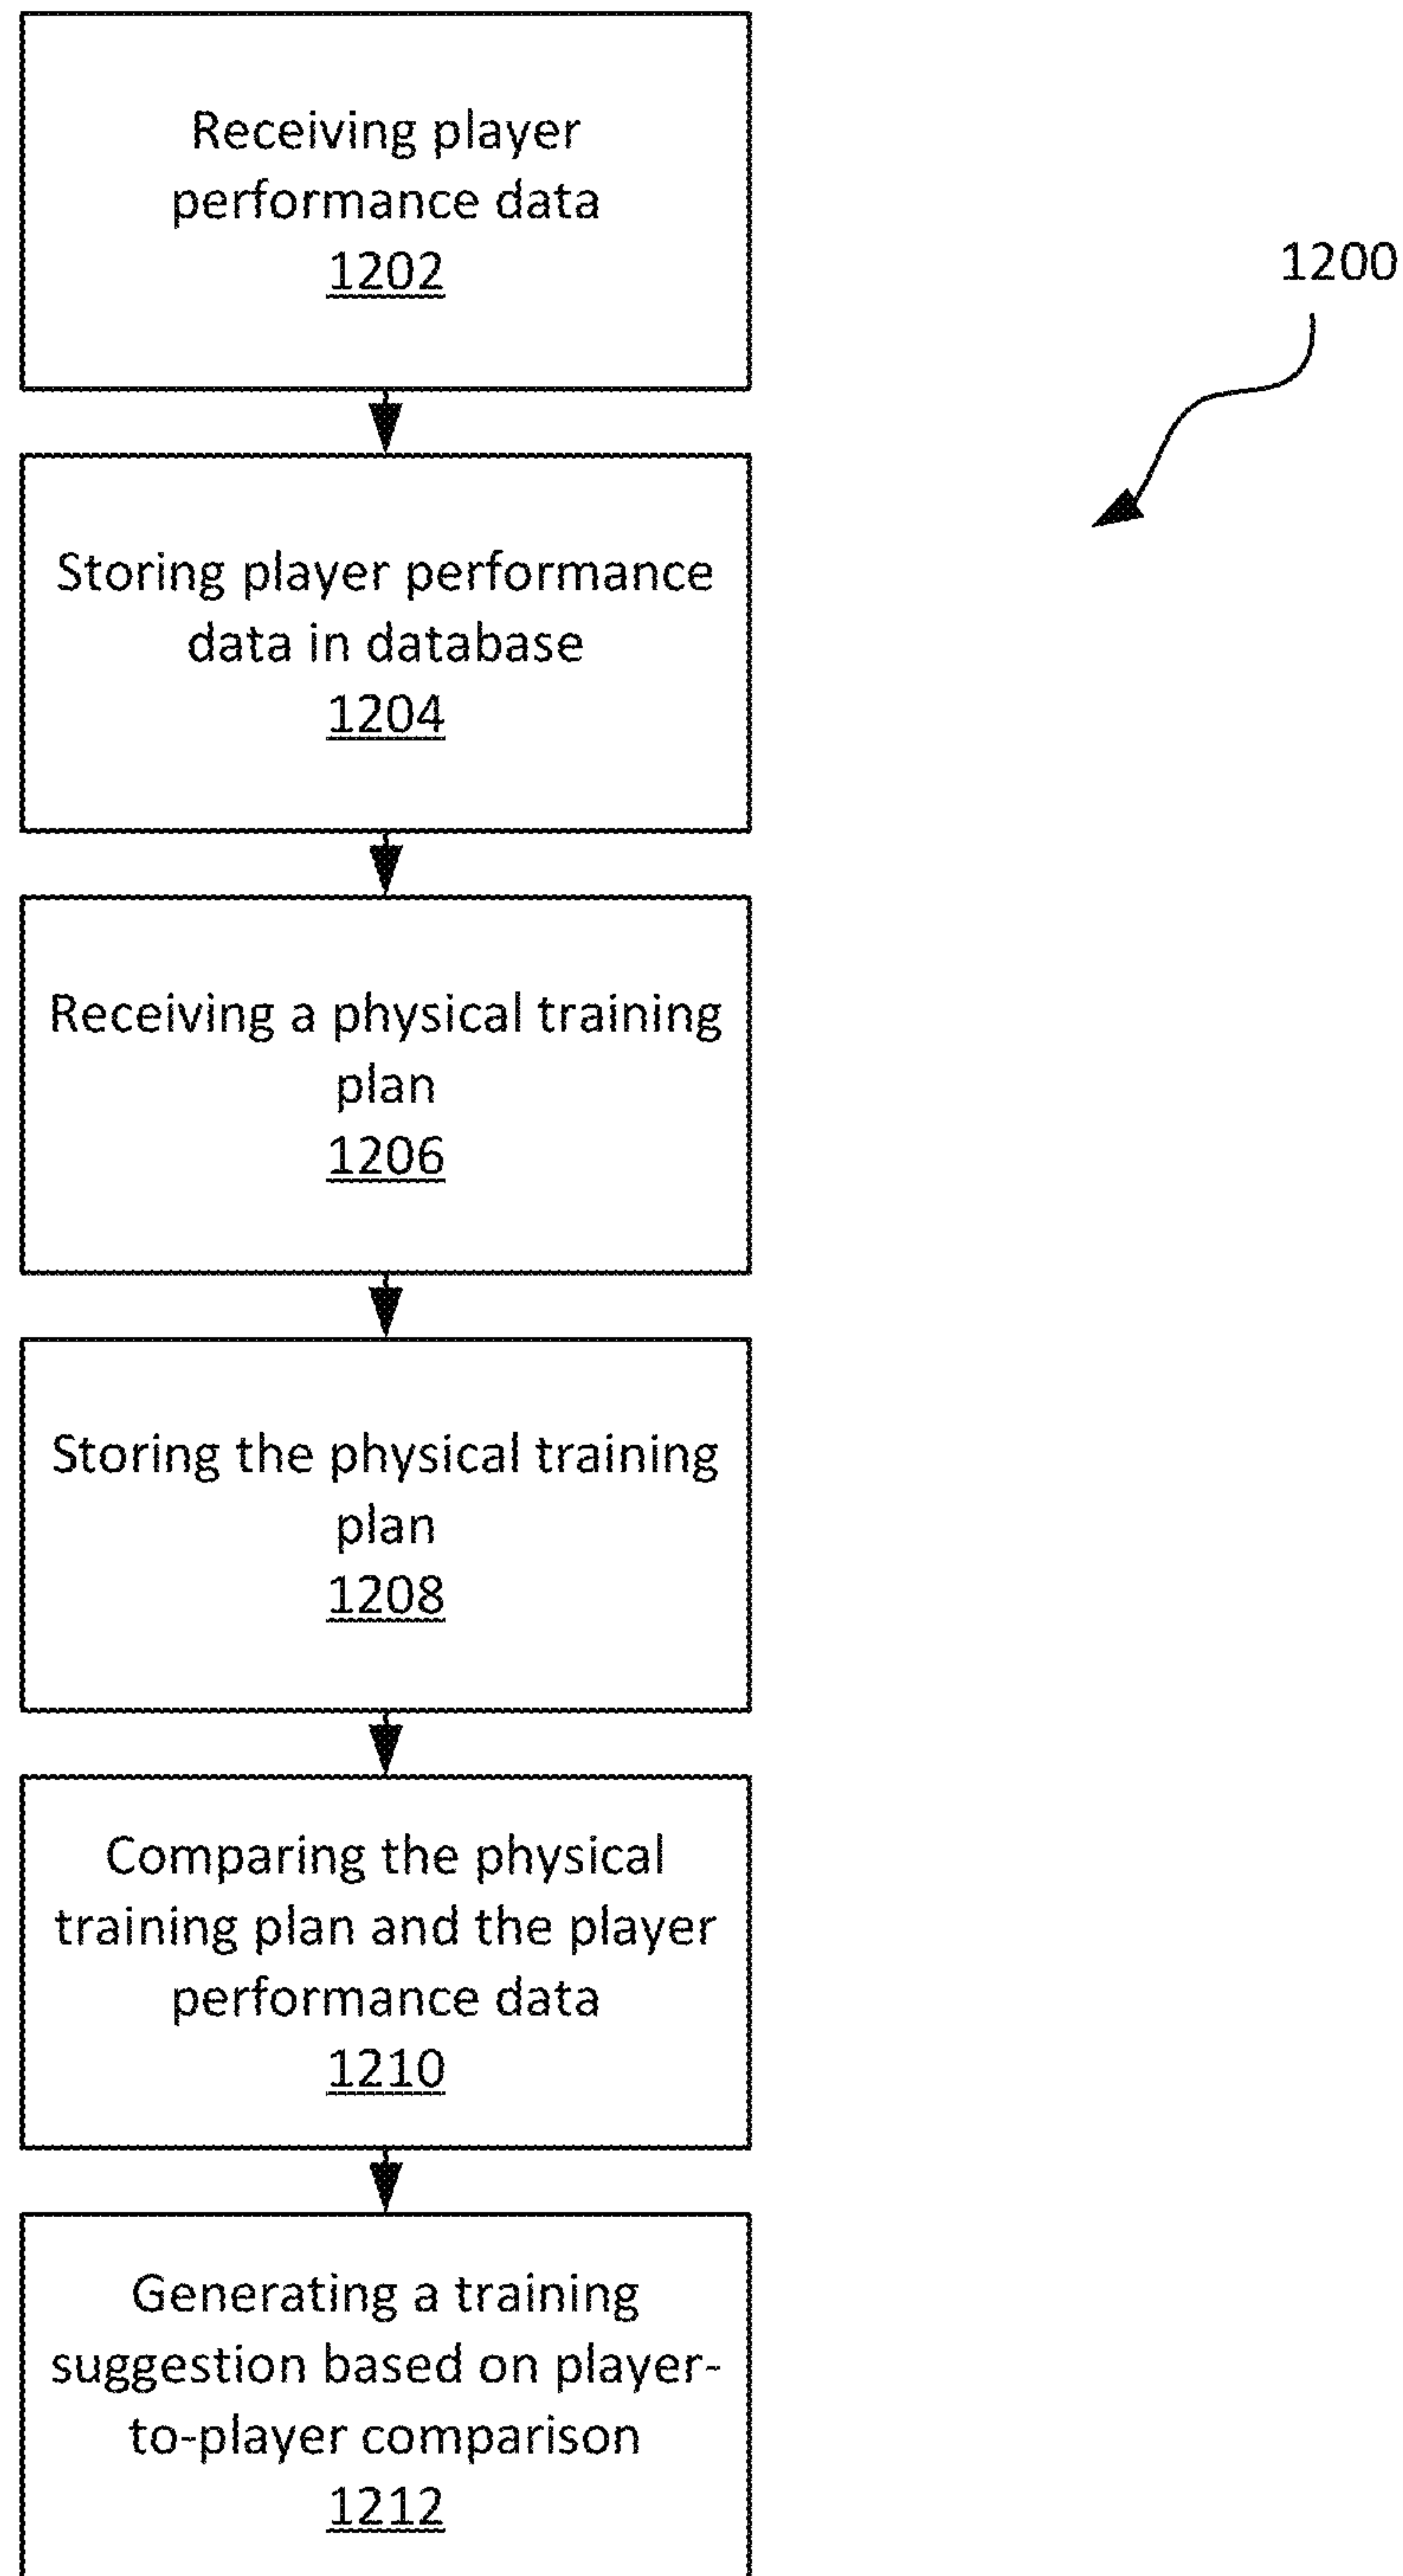 Receiving player
performance data
1202
1200
Storing player performance
data in database
1204
Receiving a physical training
plan
1206
Storing the physical training
plan
1208
Comparing the physical
training plan and the player
performance data
1210
Generating a training
suggestion based on player-
to-player comparison
1212